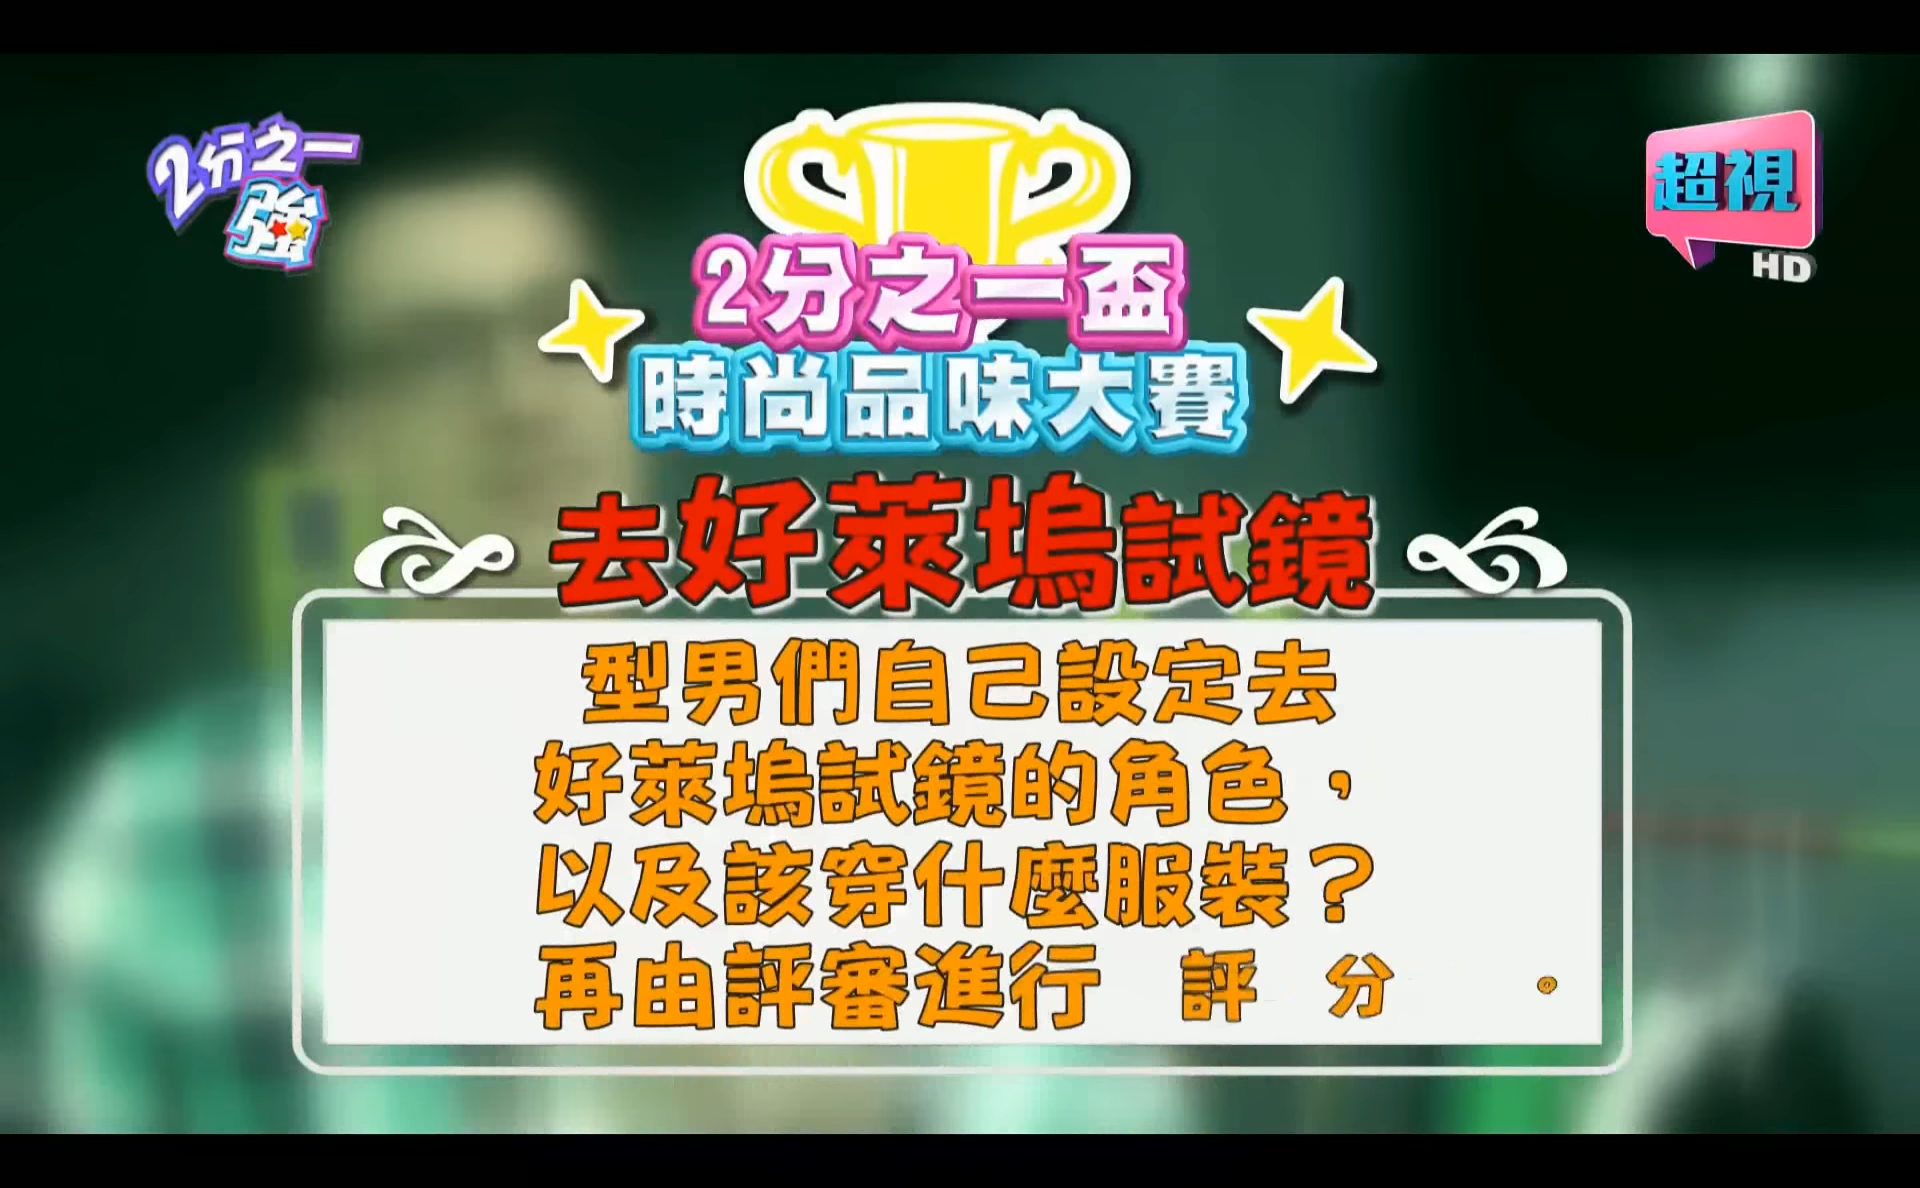 2分之一
強
超視
HD
2分之一盃
時尚品味大賽
去好萊塢試鏡
型男們自己設定去
好萊塢試鏡的角色，
以及該穿什麼服裝？
再由評審進行評分。